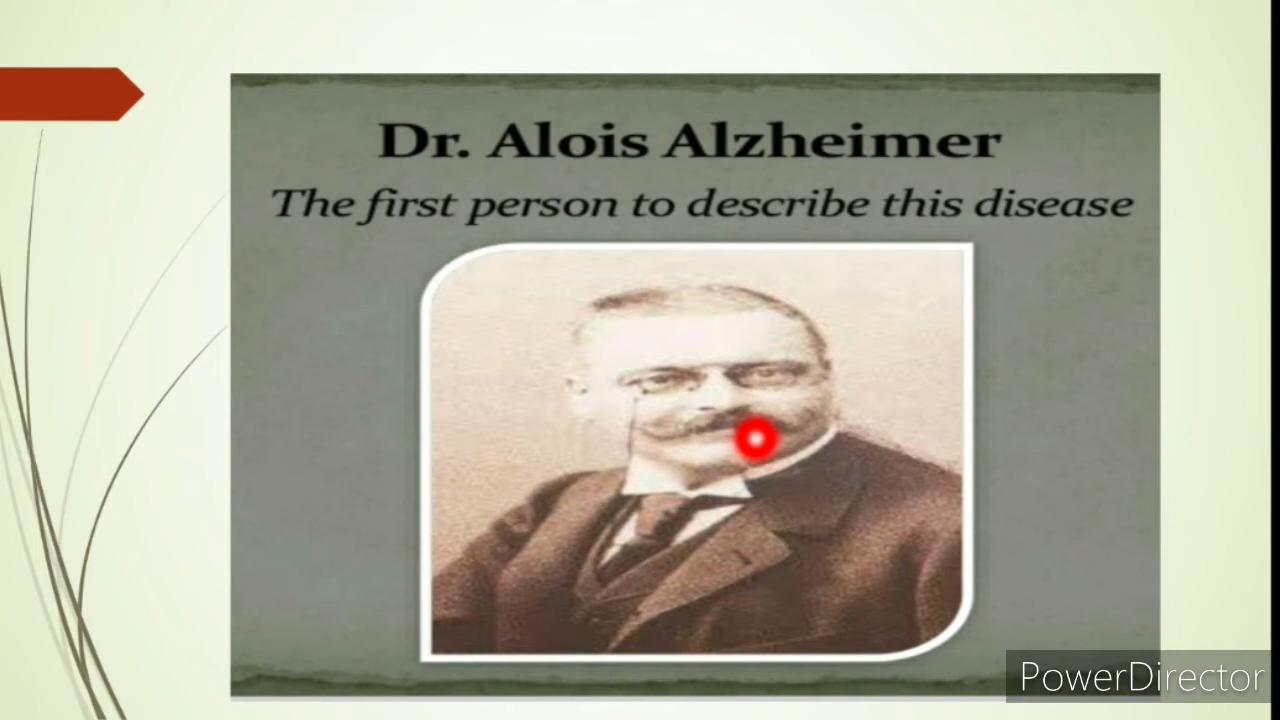 Dr. Alois Alzheimer
The first person to describe this disease
PowerDirector